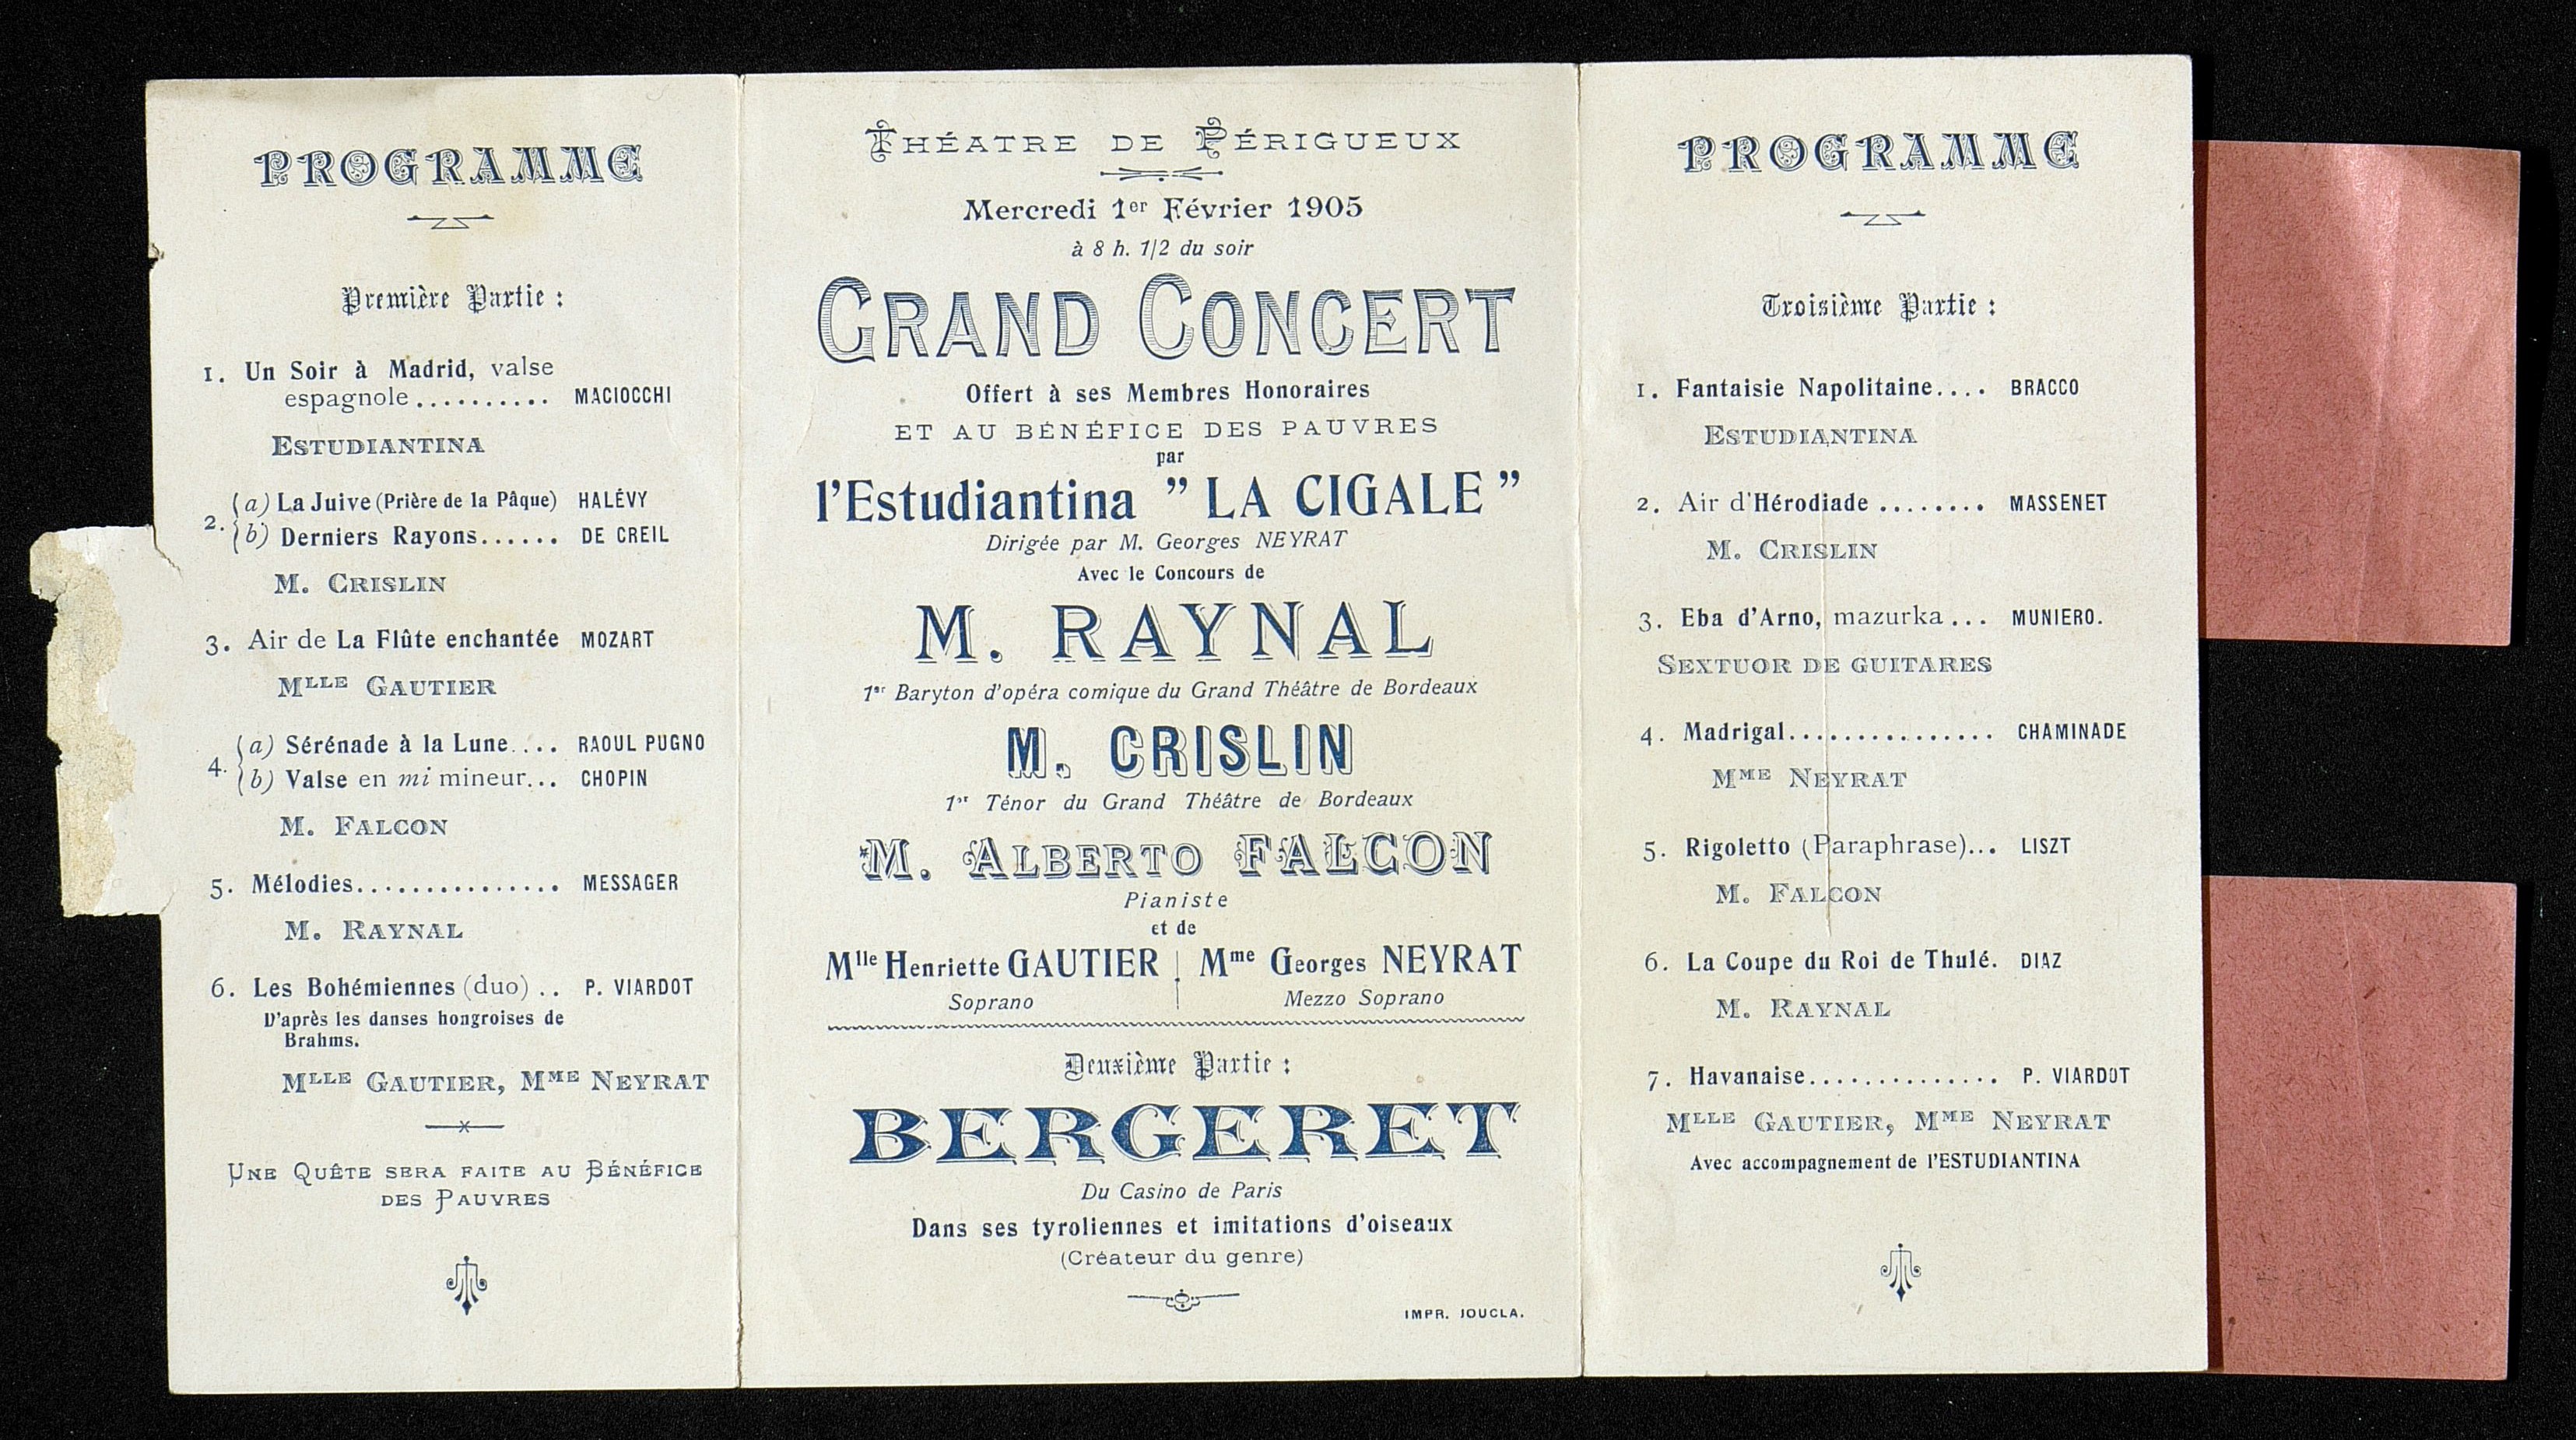 PROGRAMME
Première Partie :
1. Un Soir à Madrid, valse
espagnole.......... MACIOCCHI
ESTUDIANTINA
2. (a) La Juive (Prière de la Pâque) HALÉVY
(b) Derniers Rayons...... DE CREIL
M. CRISLIN
3. Air de La Flûte enchantée MOZART
MLLE GAUTIER
4. (a) Sérénade à la Lune.... RAOUL PUGNO
(b) Valse en mi mineur... CHOPIN
M. FALCON
5. Mélodies............... MESSAGER
M. RAYNAL
6. Les Bohémiennes (duo) .. P. VIARDOT
D'après les danses hongroises de
Brahms.
MLLE GAUTIER, MME NEYRAT
UNE QUÊTE SERA FAITE AU BÉNÉFICE
DES PAUVRES
THÉATRE DE PÉRIGUEUX
Mercredi 1er Février 1905
à 8 h. 1/2 du soir
GRAND CONCERT
Offert à ses Membres Honoraires
ET AU BÉNÉFICE DES PAUVRES
par
l'Estudiantina " LA CIGALE "
Dirigée par M. Georges NEYRAT
Avec le Concours de
M. RAYNAL
1er Baryton d'opéra comique du Grand Théâtre de Bordeaux
M. CRISLIN
1er Ténor du Grand Théâtre de Bordeaux
M. ALBERTO FALCON
Pianiste
et de
Mlle Henriette GAUTIER | Mme Georges NEYRAT
Soprano Mezzo Soprano
Deuxième Partie :
BERGERET
Du Casino de Paris
Dans ses tyroliennes et imitations d'oiseaux
(Créateur du genre)
IMPR. JOUCLA.
PROGRAMME
Troisième Partie :
1. Fantaisie Napolitaine.... BRACCO
ESTUDIANTINA
2. Air d'Hérodiade ........ MASSENET
M. CRISLIN
3. Eba d'Arno, mazurka... MUNIERO.
SEXTUOR DE GUITARES
4. Madrigal............... CHAMINADE
MME NEYRAT
5. Rigoletto (Paraphrase)... LISZT
M. FALCON
6. La Coupe du Roi de Thulé. DIAZ
M. RAYNAL
7. Havanaise.............. P. VIARDOT
MLLE GAUTIER, MME NEYRAT
Avec accompagnement de l'ESTUDIANTINA